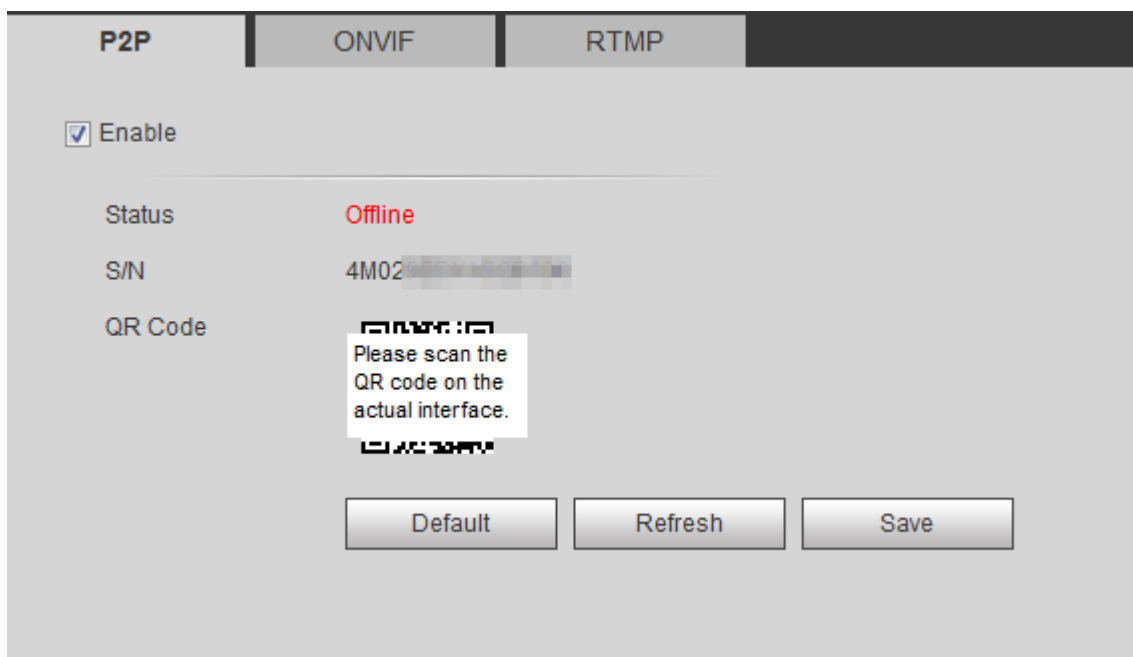 P2P ONVIF RTMP
Enable
Status Offline
S/N 4M02
QR Code
Please scan the
QR code on the
actual interface.
Default Refresh Save